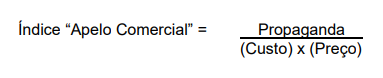 Índice “Apelo Comercial” = Propaganda
(Custo) x (Preço)